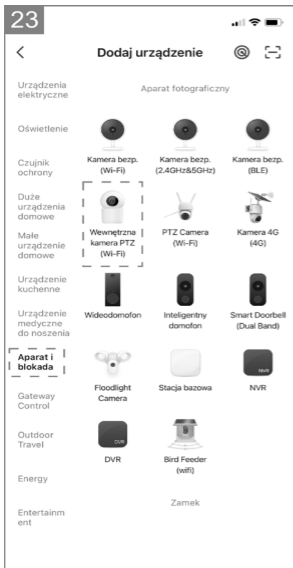 23
Dodaj urządzenie
Urządzenia
elektryczne
Oświetlenie
Czujnik
ochrony
Duże
urządzenia
domowe
Małe
urządzenie
domowe
Urządzenie
kuchenne
Urządzenie
medyczne
do noszenia
Aparat i
blokada
Gateway
Control
Outdoor
Travel
Energy
Entertainm
ent
Aparat fotograficzny
Kamera bezp.
(Wi-Fi)
Kamera bezp.
(2.4GHz&5GHz)
Kamera bezp.
(BLE)
Wewnętrzna
kamera PTZ
(Wi-Fi)
PTZ Camera
(Wi-Fi)
Kamera 4G
(4G)
Wideodomofon
Inteligentny
domofon
Smart Doorbell
(Dual Band)
Floodlight
Camera
Stacja bazowa
NVR
NVR
DVR
DVR
Bird Feeder
(wifi)
Zamek